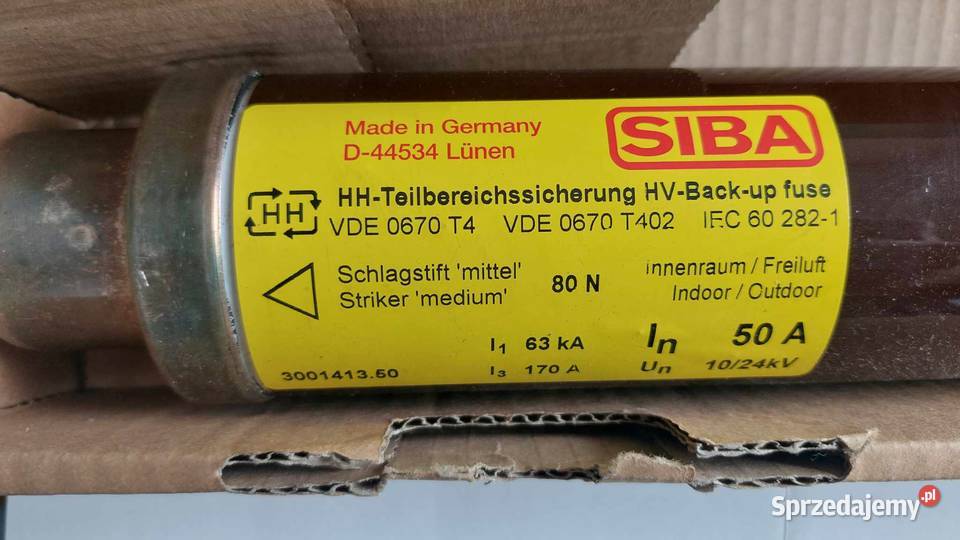 Made in Germany
D-44534 Lünen
SIBA
HH
HH-Teilbereichssicherung HV-Back-up fuse
VDE 0670 T4 VDE 0670 T402 IEC 60 282-1
Schlagstift 'mittel'
Striker 'medium'
80 N
Innenraum / Freiluft
Indoor / Outdoor
I1 63 kA
I3 170 A
In 50 A
Un 10/24kV
3001413.50
Sprzedajemy.pl